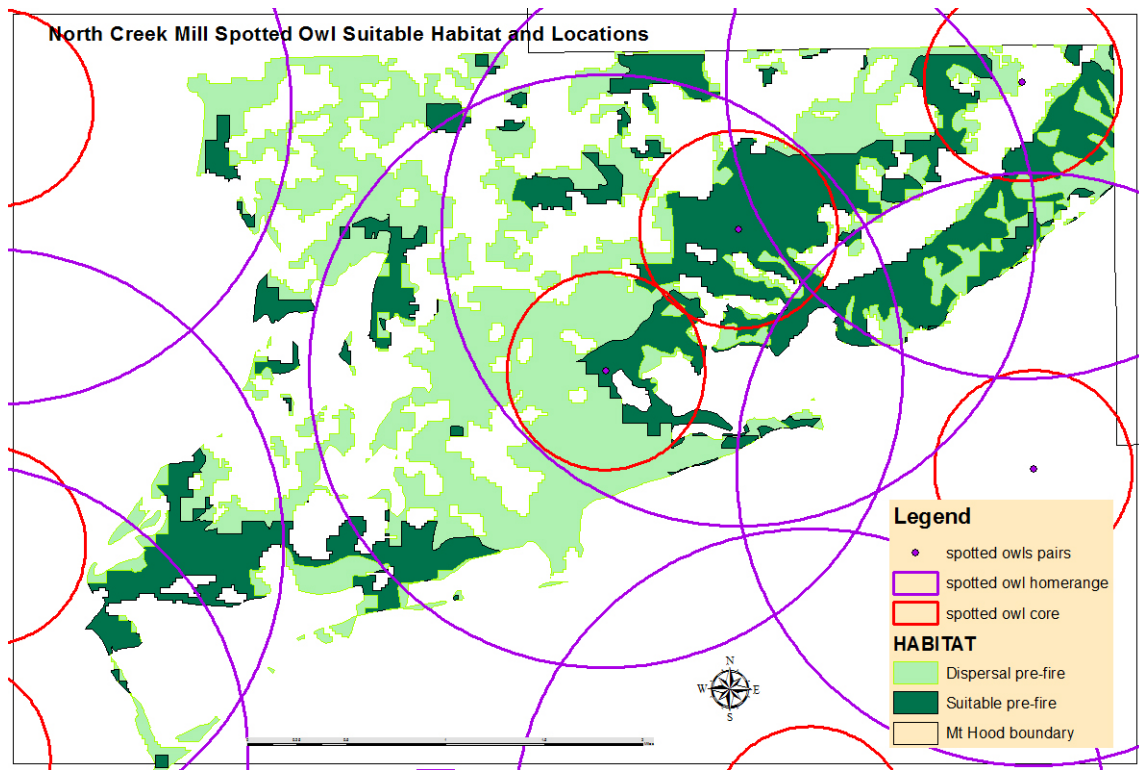 North Creek Mill Spotted Owl Suitable Habitat and Locations
Legend
spotted owls pairs
spotted owl homerange
spotted owl core
HABITAT
Dispersal pre-fire
Suitable pre-fire
Mt Hood boundary
N
W E
S